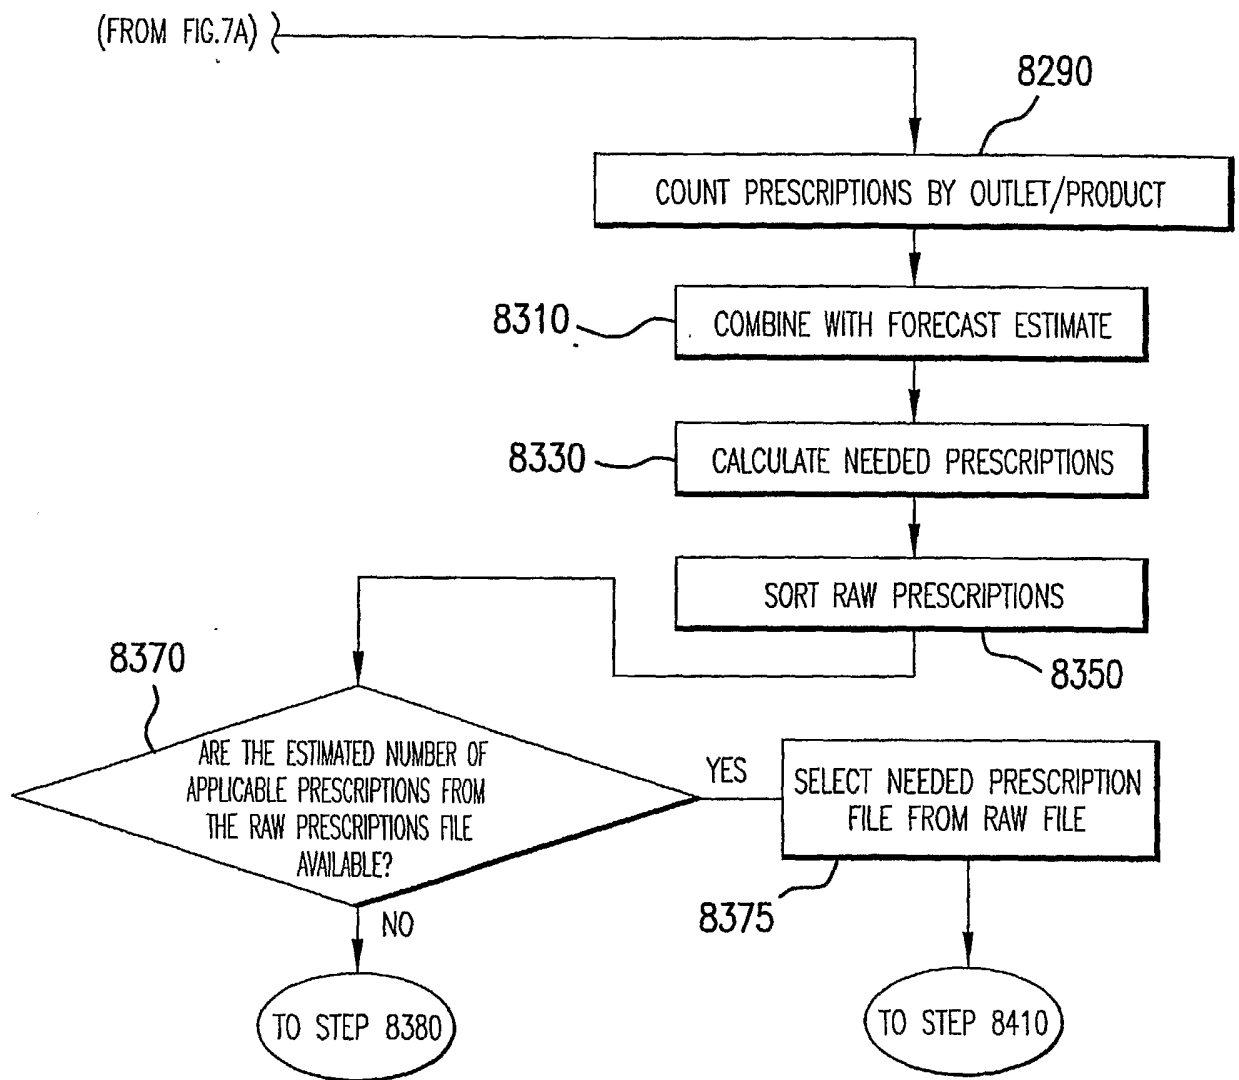 (FROM FIG.7A)
8290
COUNT PRESCRIPTIONS BY OUTLET/PRODUCT
8310
COMBINE WITH FORECAST ESTIMATE
8330
CALCULATE NEEDED PRESCRIPTIONS
SORT RAW PRESCRIPTIONS
8350
8370
ARE THE ESTIMATED NUMBER OF
APPLICABLE PRESCRIPTIONS FROM
THE RAW PRESCRIPTIONS FILE
AVAILABLE?
YES
SELECT NEEDED PRESCRIPTION
FILE FROM RAW FILE
8375
NO
TO STEP 8380
TO STEP 8410